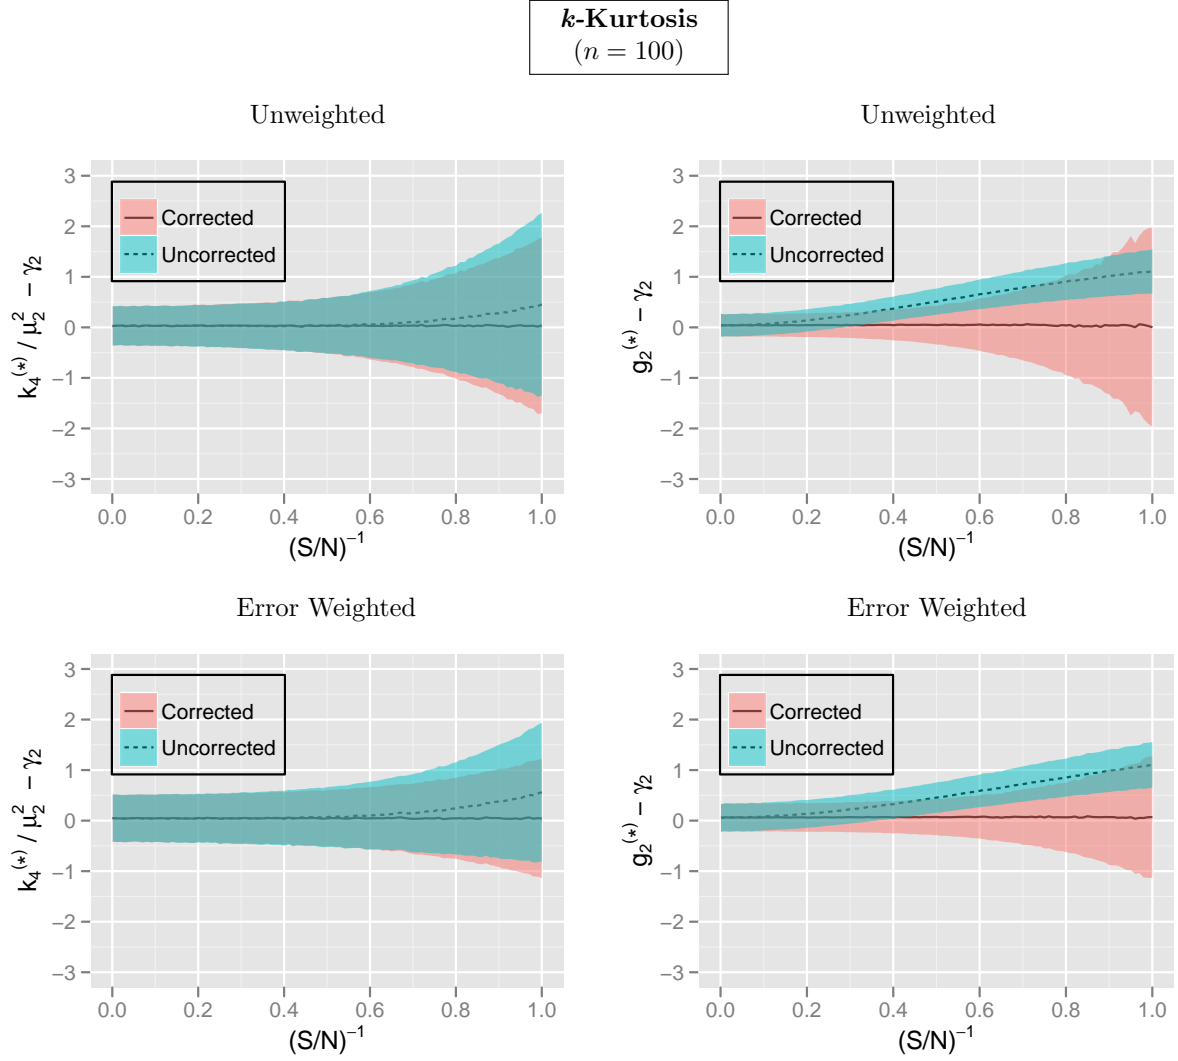 k-Kurtosis
(n = 100)
Unweighted
3
2
1
0
−1
−2
−3
k₄⁽*⁾ / μ₂² − γ₂
Corrected
Uncorrected
0.0 0.2 0.4 0.6 0.8 1.0
(S/N)⁻¹
Unweighted
3
2
1
0
−1
−2
−3
g₂⁽*⁾ − γ₂
Corrected
Uncorrected
0.0 0.2 0.4 0.6 0.8 1.0
(S/N)⁻¹
Error Weighted
3
2
1
0
−1
−2
−3
k₄⁽*⁾ / μ₂² − γ₂
Corrected
Uncorrected
0.0 0.2 0.4 0.6 0.8 1.0
(S/N)⁻¹
Error Weighted
3
2
1
0
−1
−2
−3
g₂⁽*⁾ − γ₂
Corrected
Uncorrected
0.0 0.2 0.4 0.6 0.8 1.0
(S/N)⁻¹